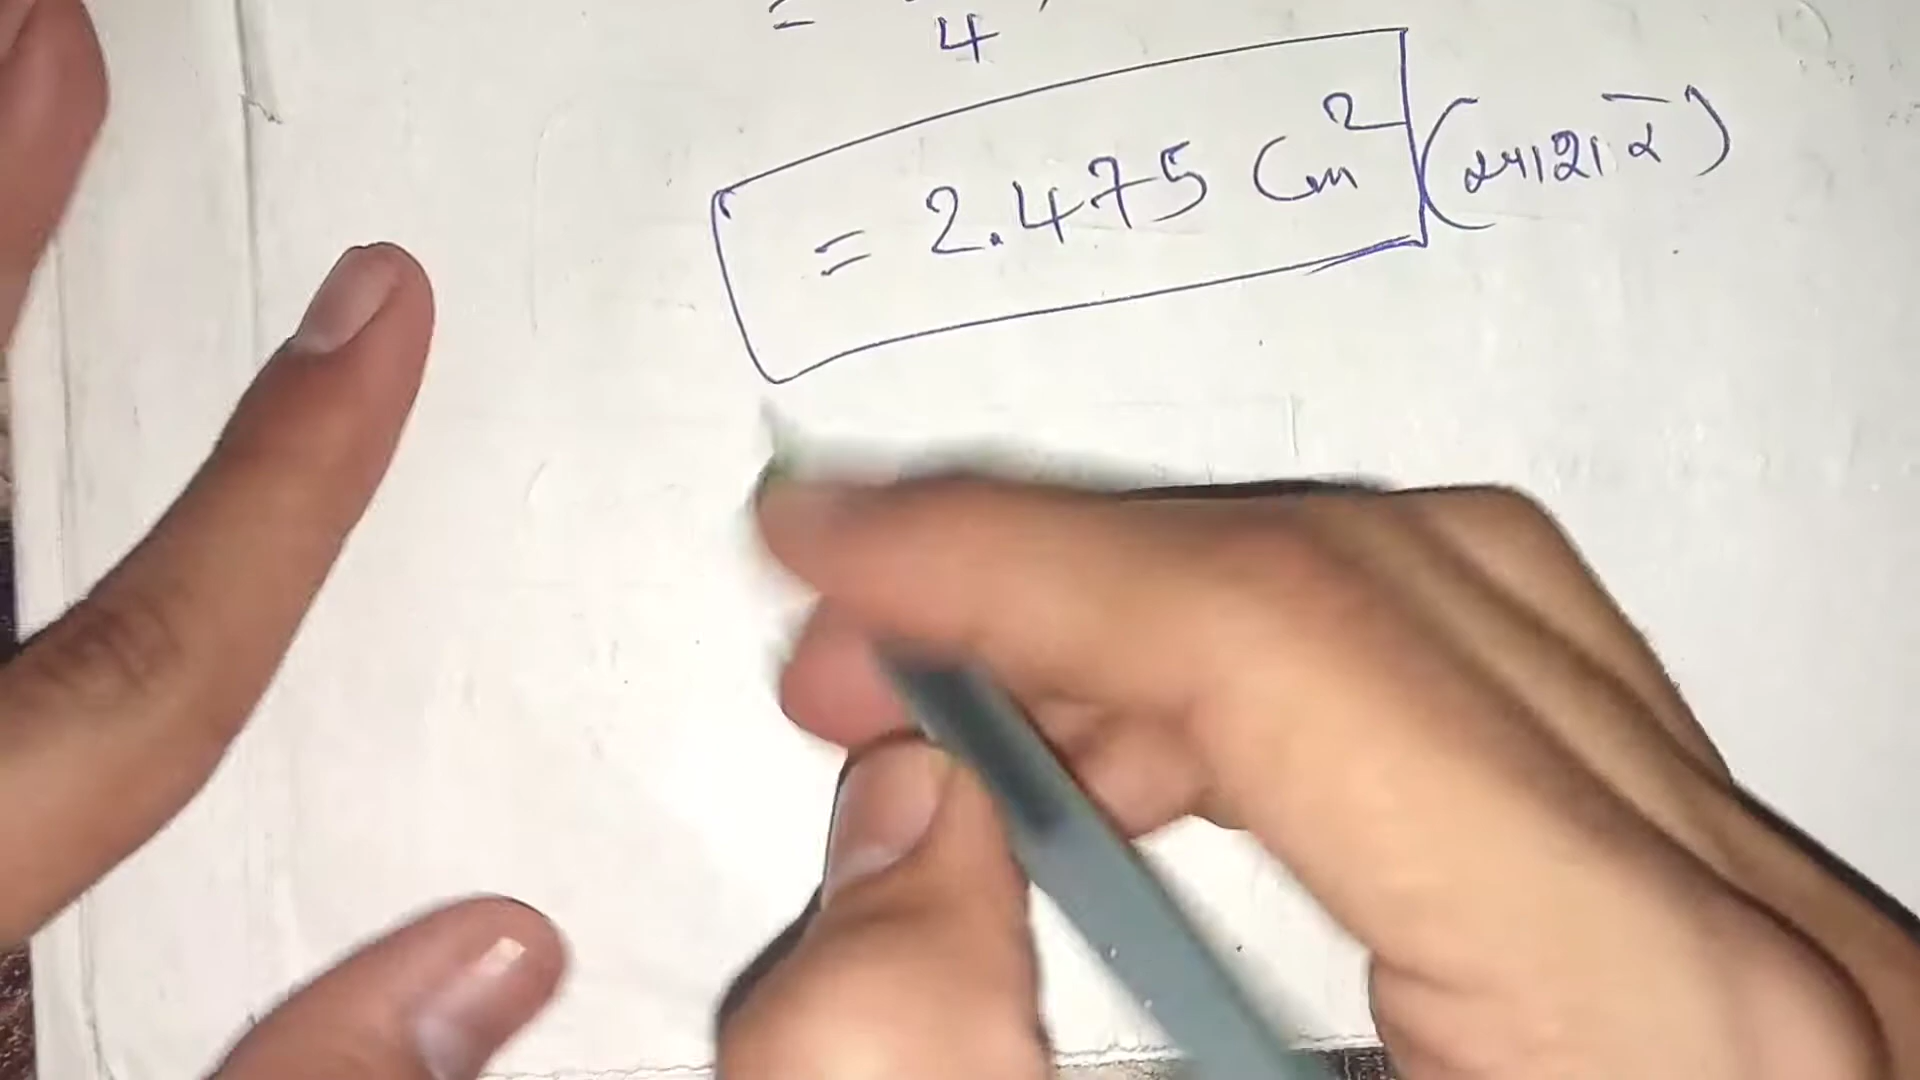 = 4
= 2.475 Cm²